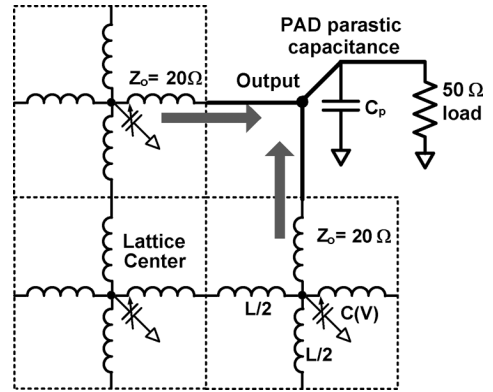 PAD parastic
capacitance
Zo= 20Ω
Output
Cp
50 Ω
load
Lattice
Center
Zo= 20 Ω
L/2
C(V)
L/2